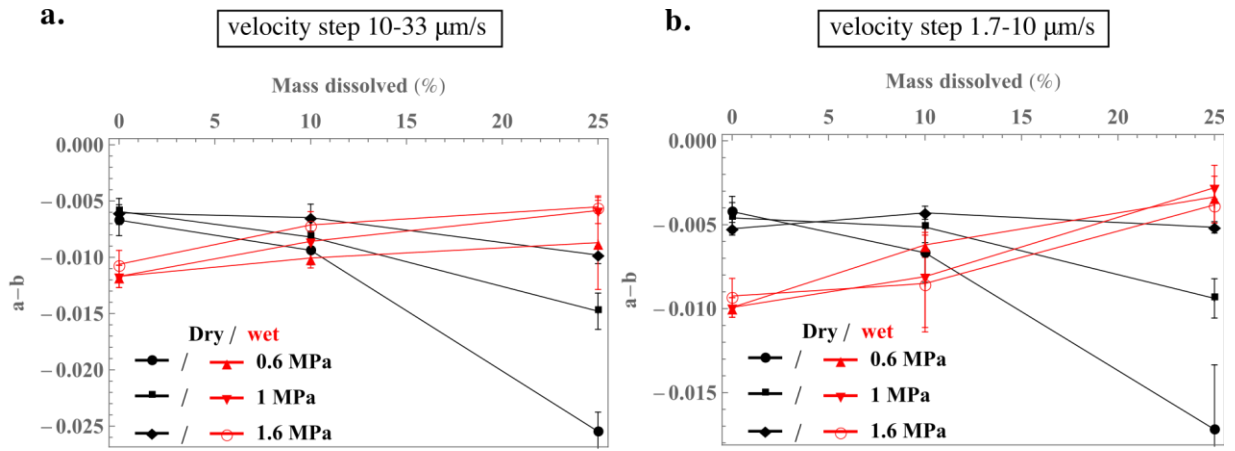 a.
velocity step 10-33 μm/s
Mass dissolved (%)
0 5 10 15 20 25
0.000
−0.005
−0.010
−0.015
−0.020
−0.025
a−b
Dry / wet
/ 0.6 MPa
/ 1 MPa
/ 1.6 MPa
b.
velocity step 1.7-10 μm/s
Mass dissolved (%)
0 5 10 15 20 25
0.000
−0.005
−0.010
−0.015
a−b
Dry / wet
/ 0.6 MPa
/ 1 MPa
/ 1.6 MPa